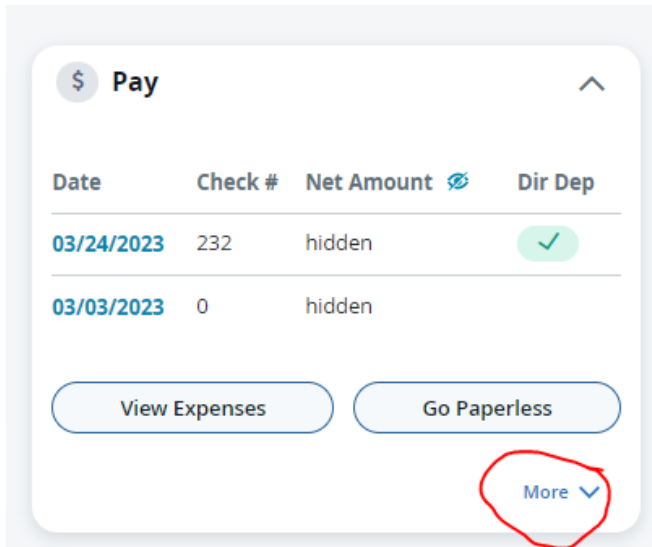 $ Pay
Date Check # Net Amount Dir Dep
03/24/2023 232 hidden
03/03/2023 0 hidden
View Expenses Go Paperless
More